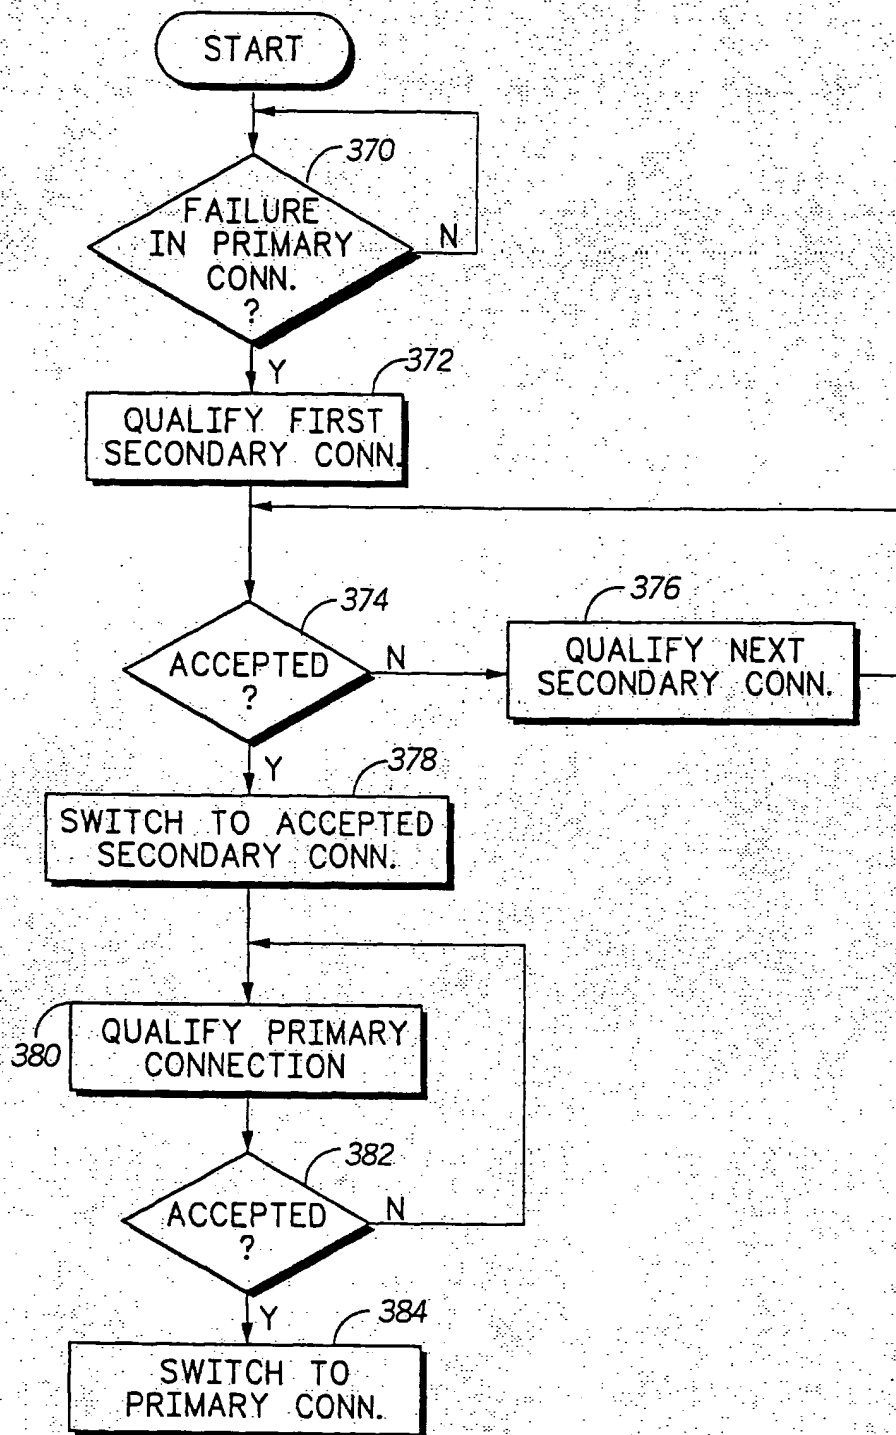 START
370
FAILURE
IN PRIMARY
CONN.
?
N
Y
372
QUALIFY FIRST
SECONDARY CONN.
374
ACCEPTED
?
N
376
QUALIFY NEXT
SECONDARY CONN.
Y
378
SWITCH TO ACCEPTED
SECONDARY CONN.
380
QUALIFY PRIMARY
CONNECTION
382
ACCEPTED
?
N
Y
384
SWITCH TO
PRIMARY CONN.